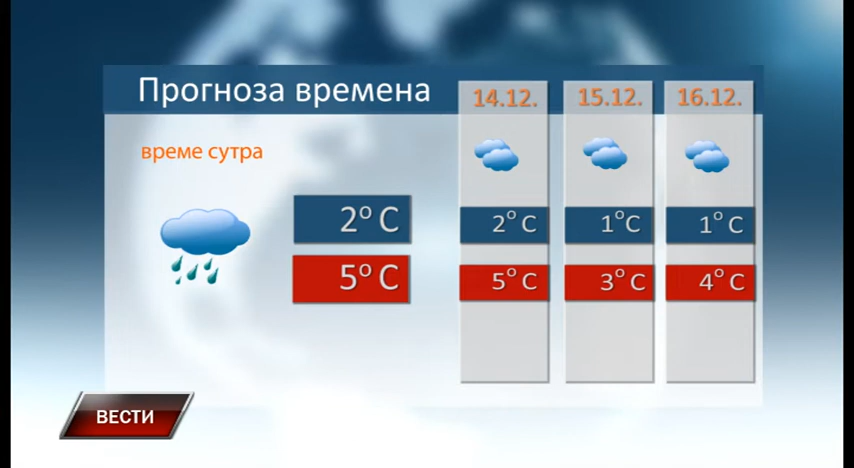 Прогноза времена
време сутра
2° C
5° C
14.12. 15.12. 16.12.
2° C 1°C 1° C
5° C 3° C 4° C
ВЕСТИ